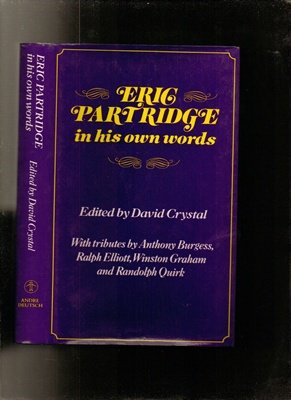 ERIC PARTRIDGE
in his own words
Edited by David Crystal
ANDRE
DEUTSCH
ERIC
PARTRIDGE
in his own words
Edited by David Crystal
With tributes by Anthony Burgess,
Ralph Elliott, Winston Graham
and Randolph Quirk